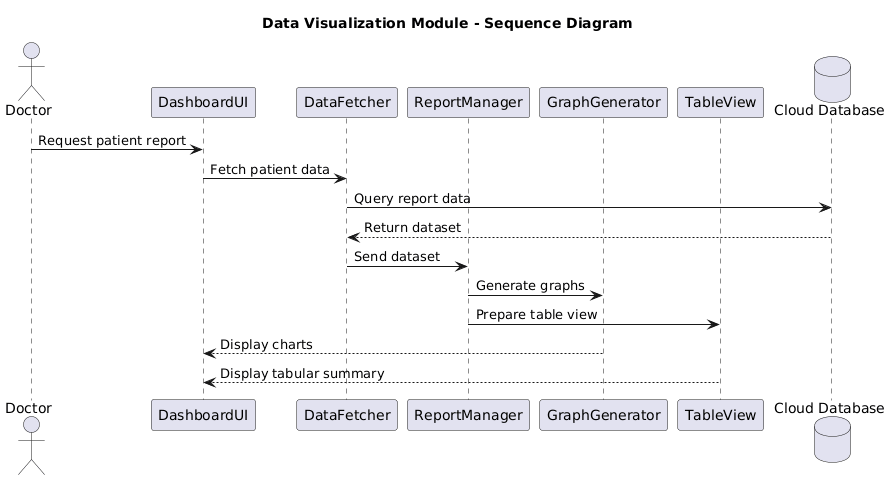 Data Visualization Module - Sequence Diagram
Doctor
DashboardUI
DataFetcher
ReportManager
GraphGenerator
TableView
Cloud Database
Request patient report
Fetch patient data
Query report data
Return dataset
Send dataset
Generate graphs
Prepare table view
Display charts
Display tabular summary
Doctor
DashboardUI
DataFetcher
ReportManager
GraphGenerator
TableView
Cloud Database